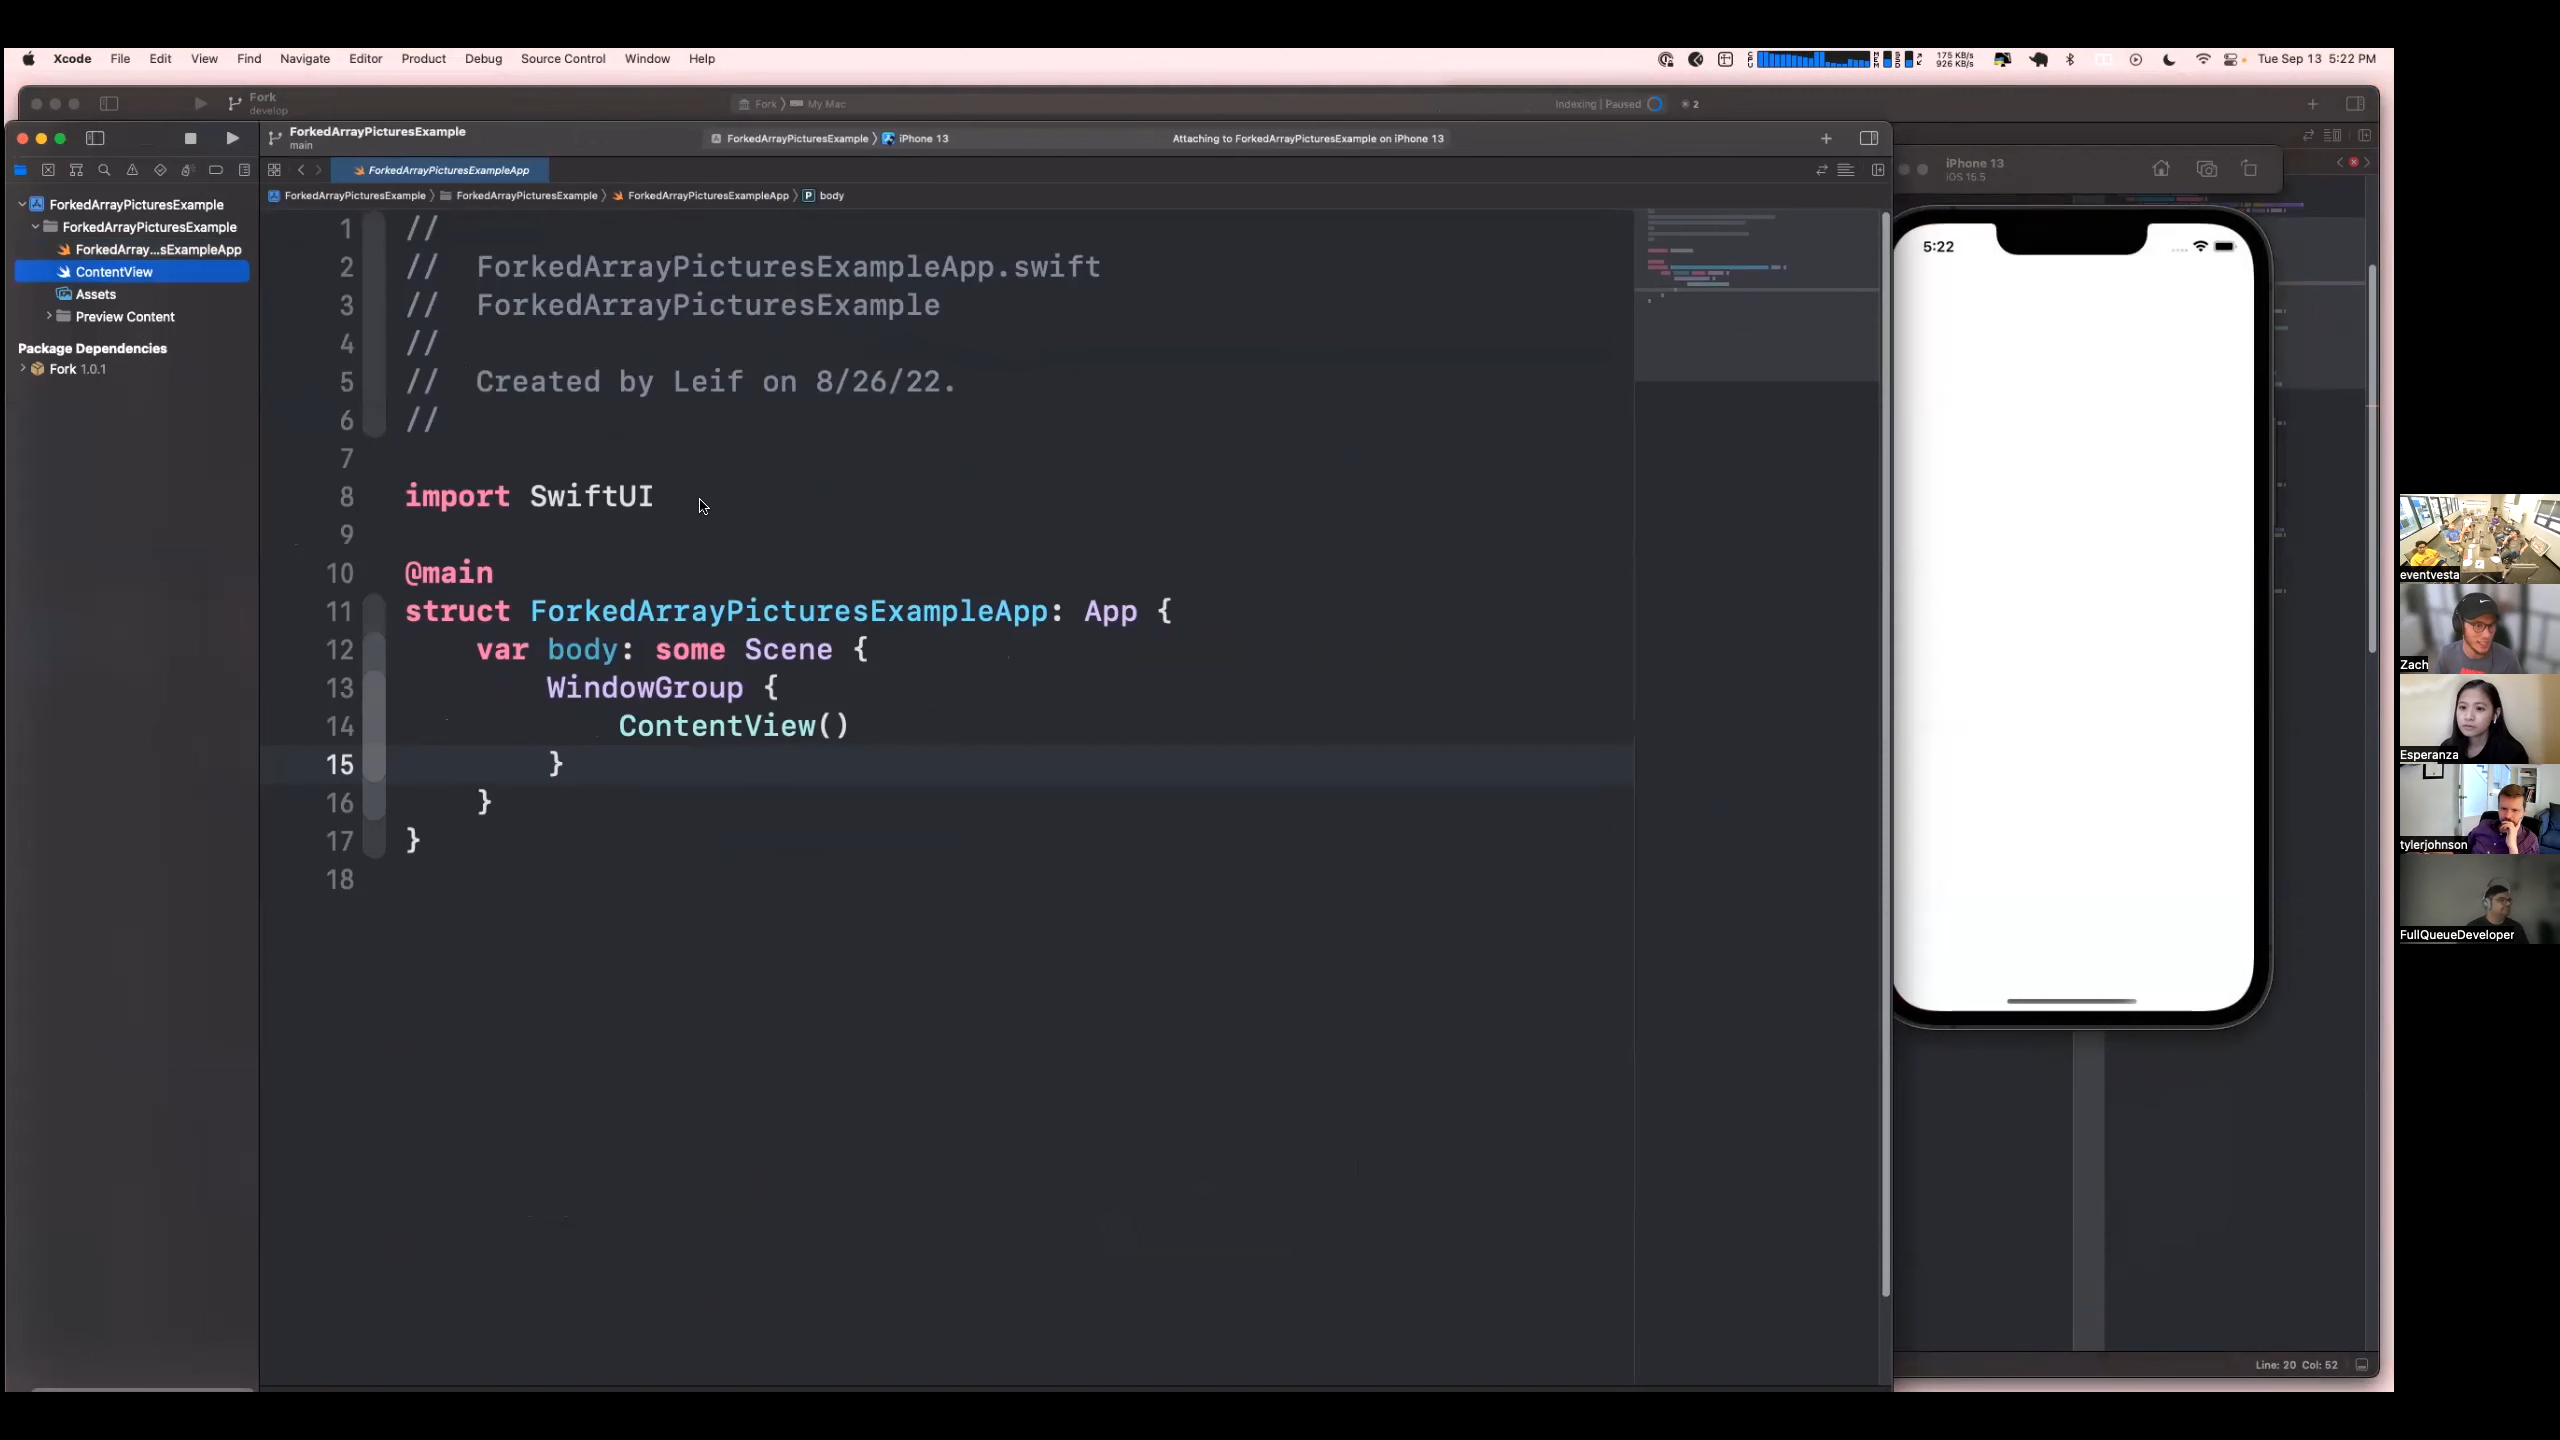 Xcode File Edit View Find Navigate Editor Product Debug Source Control Window Help
175 KB/s
926 KB/s
Tue Sep 13 5:22 PM
Fork
develop
Fork My Mac
Indexing | Paused
2
ForkedArrayPicturesExample
main
ForkedArrayPicturesExample iPhone 13
Attaching to ForkedArrayPicturesExample on iPhone 13
ForkedArrayPicturesExampleApp
ForkedArrayPicturesExample ForkedArrayPicturesExample ForkedArrayPicturesExampleApp P body
ForkedArrayPicturesExample
ForkedArrayPicturesExample
ForkedArray...sExampleApp
ContentView
Assets
Preview Content
Package Dependencies
Fork 1.0.1
1 //
2 // ForkedArrayPicturesExampleApp.swift
3 // ForkedArrayPicturesExample
4 //
5 // Created by Leif on 8/26/22.
6 //
7
8 import SwiftUI
9
10 @main
11 struct ForkedArrayPicturesExampleApp: App {
12 var body: some Scene {
13 WindowGroup {
14 ContentView()
15 }
16 }
17 }
18
iPhone 13
iOS 15.5
5:22
eventvesta
Zach
Esperanza
tylerjohnson
FullQueueDeveloper
Line: 20 Col: 52